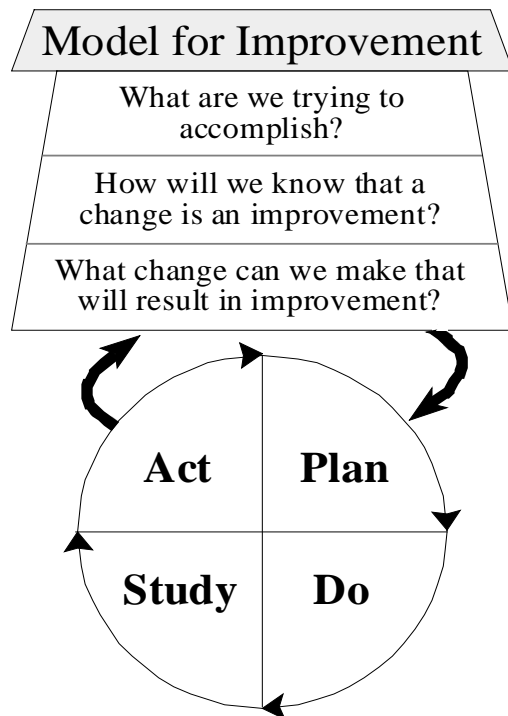 Model for Improvement
What are we trying to
accomplish?
How will we know that a
change is an improvement?
What change can we make that
will result in improvement?
Act Plan
Study Do